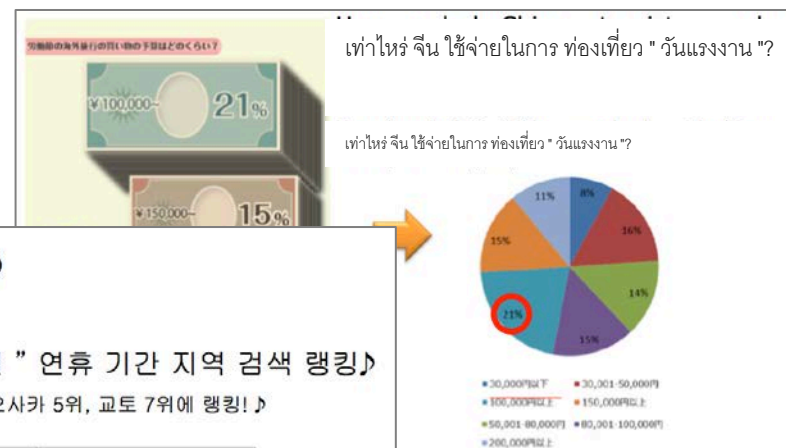 労働節の海外旅行の買い物の予算はどのくらい?
¥100,000~ 21%
¥150,000~ 15%
เท่าไหร่ จีน ใช้จ่ายในการ ท่องเที่ยว " วันแรงงาน "?
เท่าไหร่ จีน ใช้จ่ายในการ ท่องเที่ยว " วันแรงงาน "?
11% 8%
15% 16%
14%
21%
15%
30,000円以下 30,001-50,000円
100,000円以上 150,000円以上
50,001-80,000円 80,001-100,000円
200,000円以上
” 연휴 기간 지역 검색 랭킹♪
사카 5위, 교토 7위에 랭킹!♪